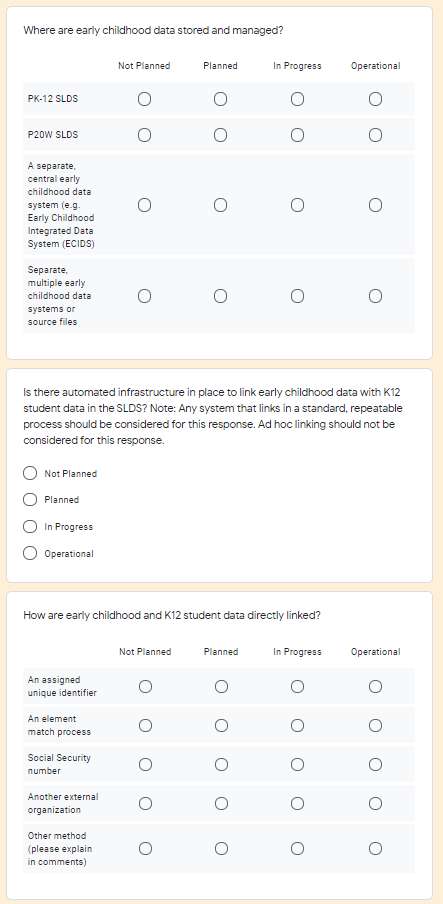 Where are early childhood data stored and managed?
Not Planned Planned In Progress Operational
PK-12 SLDS
P20W SLDS
A separate,
central early
childhood data
system (e.g.
Early Childhood
Integrated Data
System (ECIDS)
Separate,
multiple early
childhood data
systems or
source files
Is there automated infrastructure in place to link early childhood data with K12
student data in the SLDS? Note: Any system that links in a standard, repeatable
process should be considered for this response. Ad hoc linking should not be
considered for this response.
Not Planned
Planned
In Progress
Operational
How are early childhood and K12 student data directly linked?
Not Planned Planned In Progress Operational
An assigned
unique identifier
An element
match process
Social Security
number
Another external
organization
Other method
(please explain
in comments)